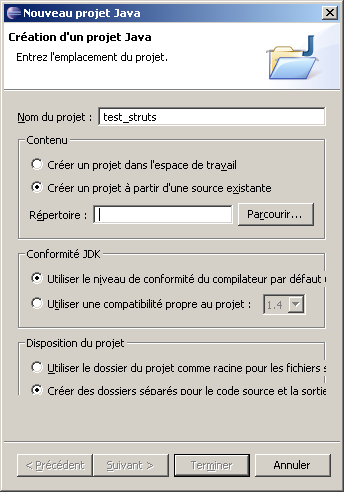 Nouveau projet Java
Création d'un projet Java
Entrez l'emplacement du projet.
Nom du projet : test_struts
Contenu
Créer un projet dans l'espace de travail
Créer un projet à partir d'une source existante
Répertoire : Parcourir...
Conformité JDK
Utiliser le niveau de conformité du compilateur par défaut
Utiliser une compatibilité propre au projet : 1.4
Disposition du projet
Utiliser le dossier du projet comme racine pour les fichiers
Créer des dossiers séparés pour le code source et la sortie
< Précédent Suivant > Terminer Annuler